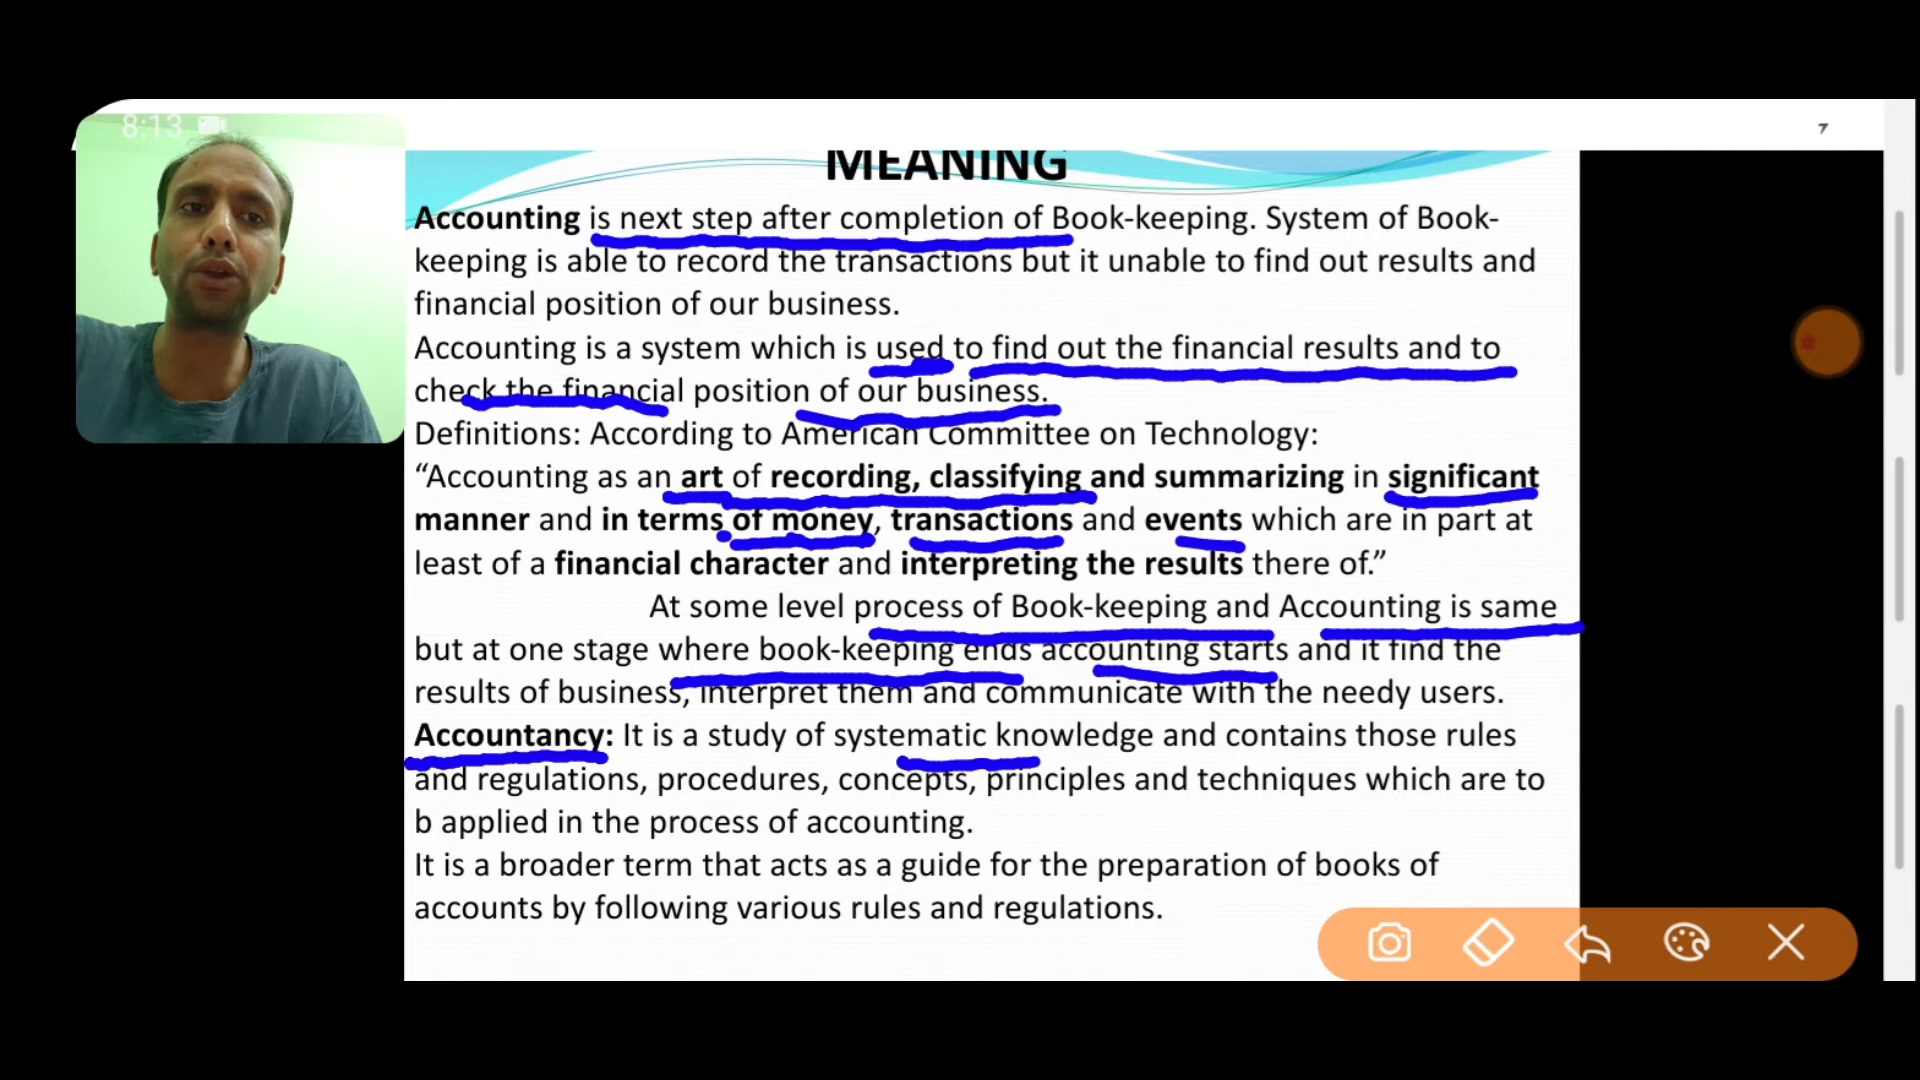 8:13
7
MEANING
Accounting is next step after completion of Book-keeping. System of Book-
keeping is able to record the transactions but it unable to find out results and
financial position of our business.
Accounting is a system which is used to find out the financial results and to
check the financial position of our business.
Definitions: According to American Committee on Technology:
“Accounting as an art of recording, classifying and summarizing in significant
manner and in terms of money, transactions and events which are in part at
least of a financial character and interpreting the results there of.”
At some level process of Book-keeping and Accounting is same
but at one stage where book-keeping ends accounting starts and it find the
results of business, interpret them and communicate with the needy users.
Accountancy: It is a study of systematic knowledge and contains those rules
and regulations, procedures, concepts, principles and techniques which are to
b applied in the process of accounting.
It is a broader term that acts as a guide for the preparation of books of
accounts by following various rules and regulations.